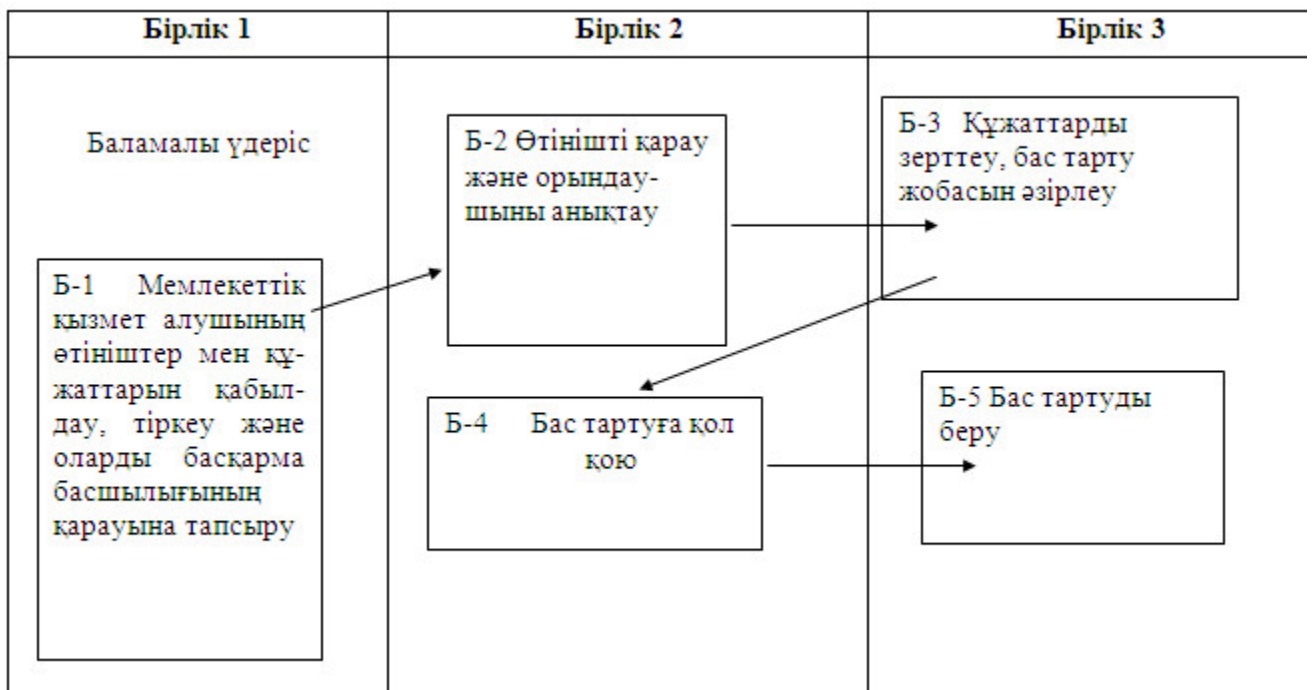 Бірлік 1
Бірлік 2
Бірлік 3
Баламалы үдеріс
Б-1 Мемлекеттік
қызмет алушының
өтініштер мен құ-
жаттарын қабыл-
дау, тіркеу және
оларды басқарма
басшылығының
қарауына тапсыру
Б-2 Өтінішті қарау
және орындау-
шыны анықтау
Б-3 Құжаттарды
зерттеу, бас тарту
жобасын әзірлеу
Б-4 Бас тартуға қол
қою
Б-5 Бас тартуды
беру